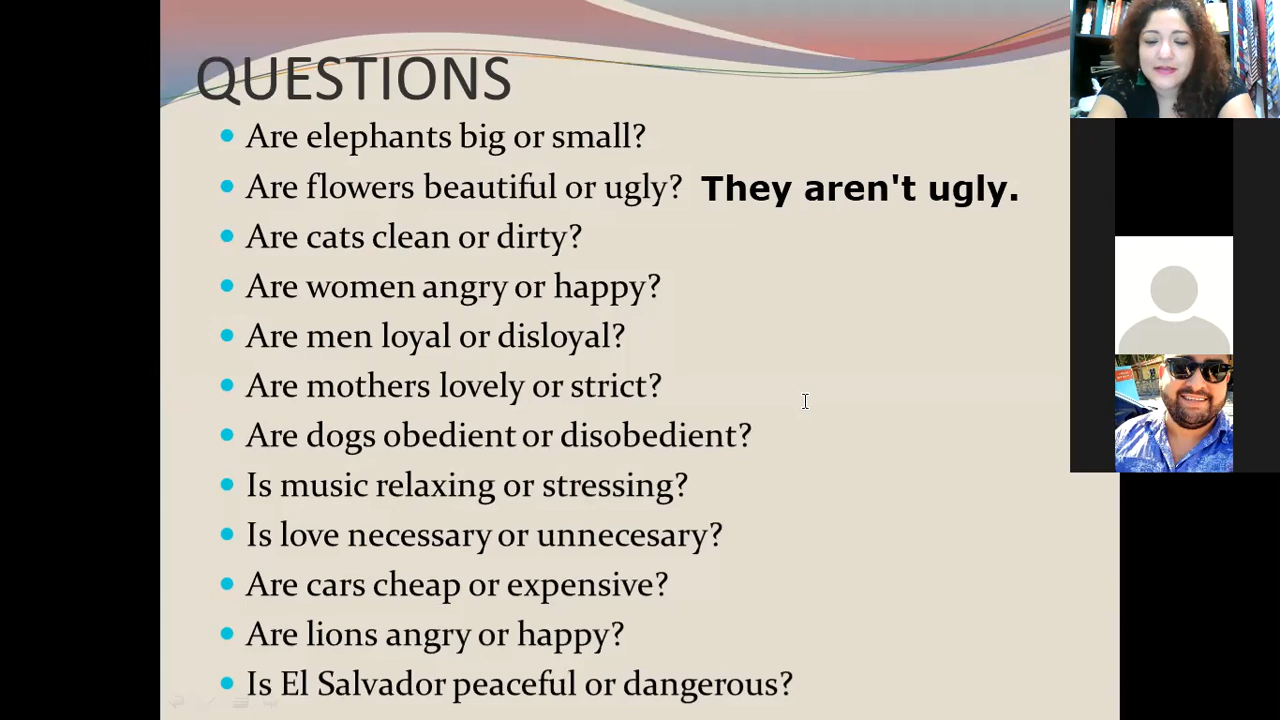 QUESTIONS
Are elephants big or small?
Are flowers beautiful or ugly? They aren't ugly.
Are cats clean or dirty?
Are women angry or happy?
Are men loyal or disloyal?
Are mothers lovely or strict?
Are dogs obedient or disobedient?
Is music relaxing or stressing?
Is love necessary or unnecesary?
Are cars cheap or expensive?
Are lions angry or happy?
Is El Salvador peaceful or dangerous?